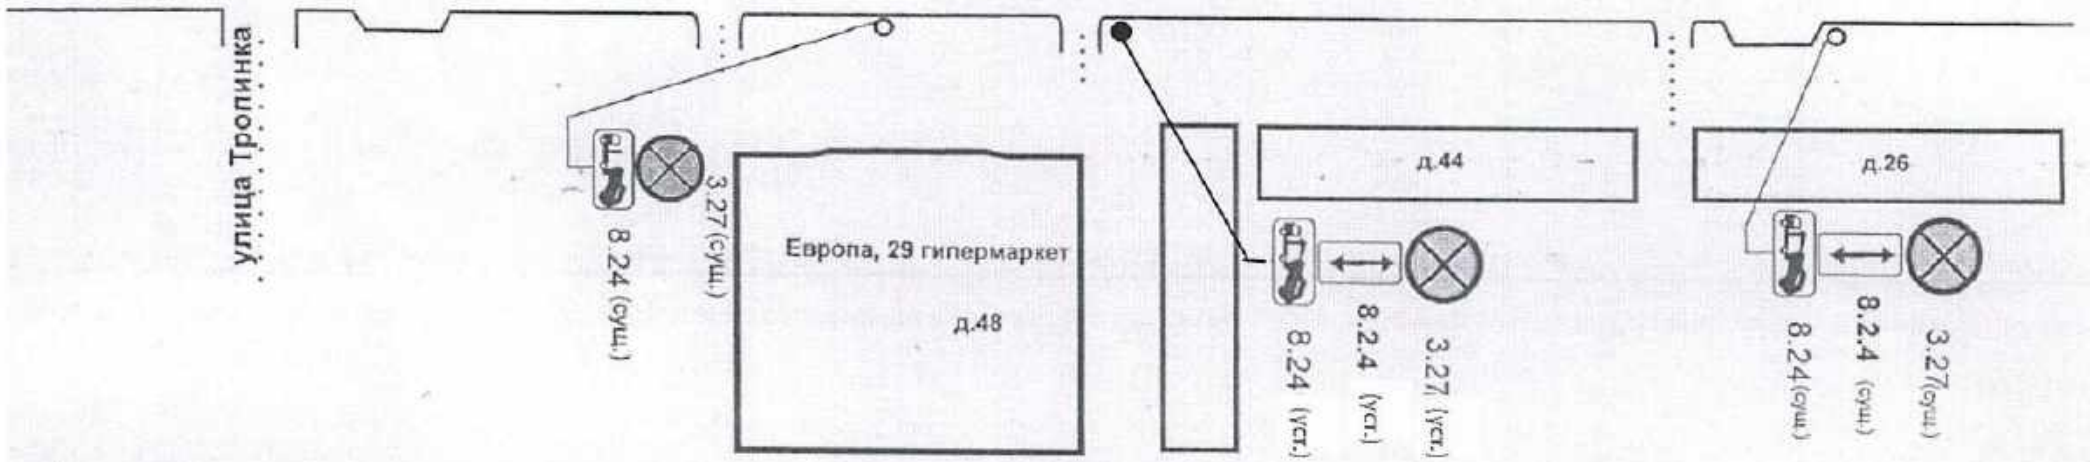 улица Тропинка
3.27(сущ.)
8.24 (сущ.)
Европа, 29 гипермаркет
д.48
д.44
3.27 (уст.)
8.2.4 (уст.)
8.24 (уст.)
д.26
3.27(сущ.)
8.2.4 (сущ.)
8.24(сущ.)